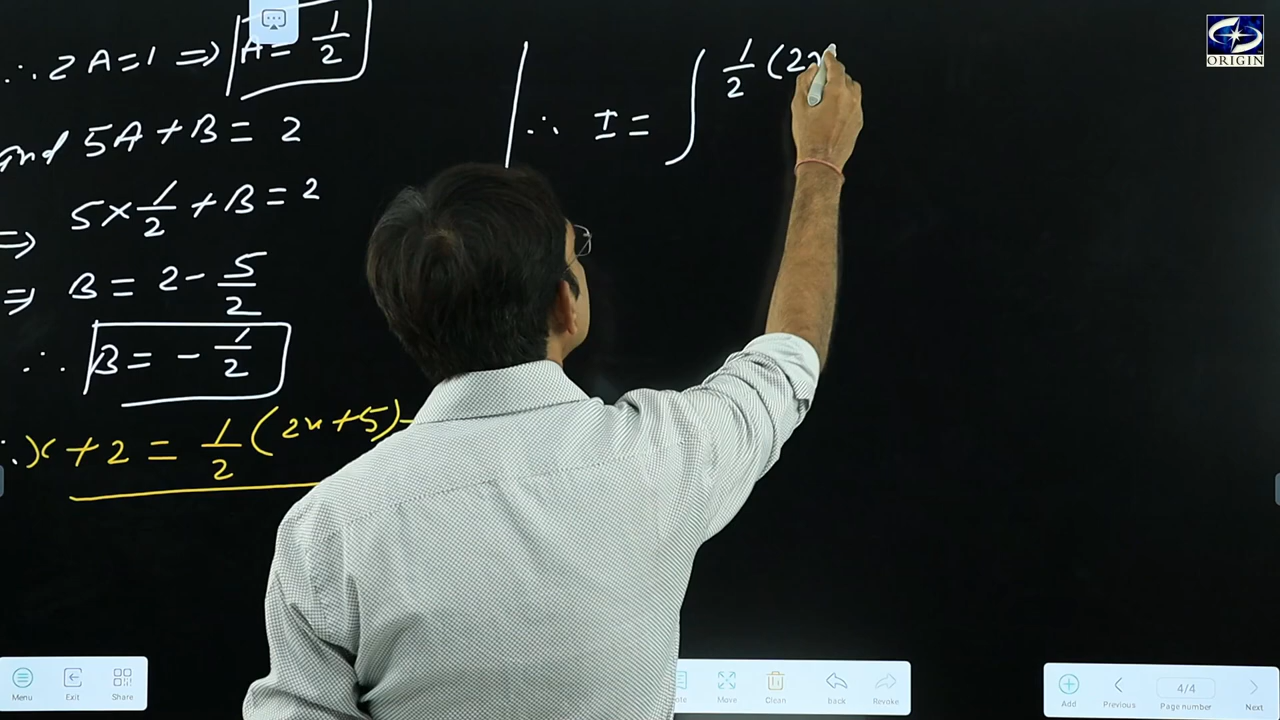 ∴ 2A=1 ⇒ A= 1/2
and 5A+B= 2
⇒ 5×1/2 +B=2
⇒ B= 2- 5/2
∴ B= - 1/2
∴ x +2 = 1/2 (2x+5) -
∴ I = ∫ 1/2 (2x
ORIGIN
Menu
Exit
Share
Move
Clean
back
Revoke
Add
Previous
4/4
Page number
Next